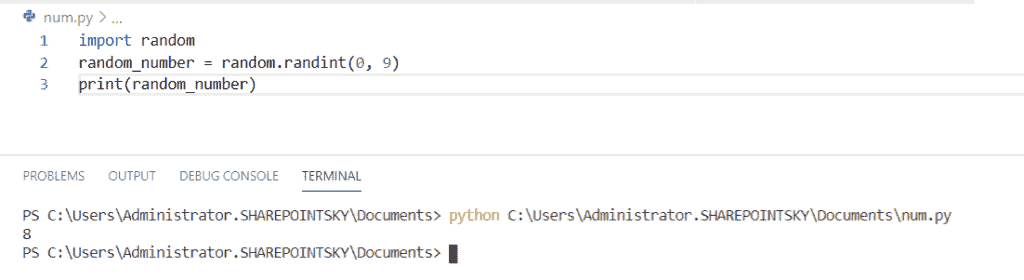 num.py > ...
1 import random
2 random_number = random.randint(0, 9)
3 print(random_number)
PROBLEMS OUTPUT DEBUG CONSOLE TERMINAL
PS C:\Users\Administrator.SHAREPOINTSKY\Documents> python C:\Users\Administrator.SHAREPOINTSKY\Documents\num.py
8
PS C:\Users\Administrator.SHAREPOINTSKY\Documents>